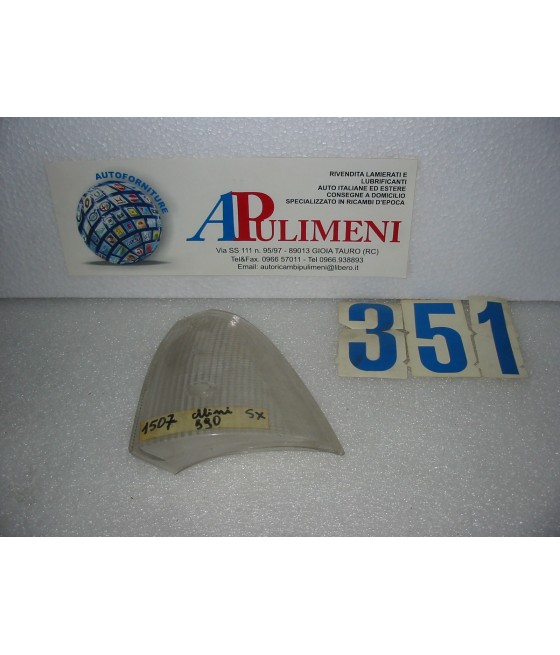 AUTOFORNITURE
APULIMENI
RIVENDITA LAMIERATI E
LUBRIFICANTI
AUTO ITALIANE ED ESTERE
CONSEGNE A DOMICILIO
SPECIALIZZATO IN RICAMBI D'EPOCA
Via SS 111 n. 95/97 - 89013 GIOIA TAURO (RC)
Tel&Fax. 0966 57011 - Tel 0966.938893
Email: autoricambipulimeni@libero.it
351
1507 Mini Sx
990